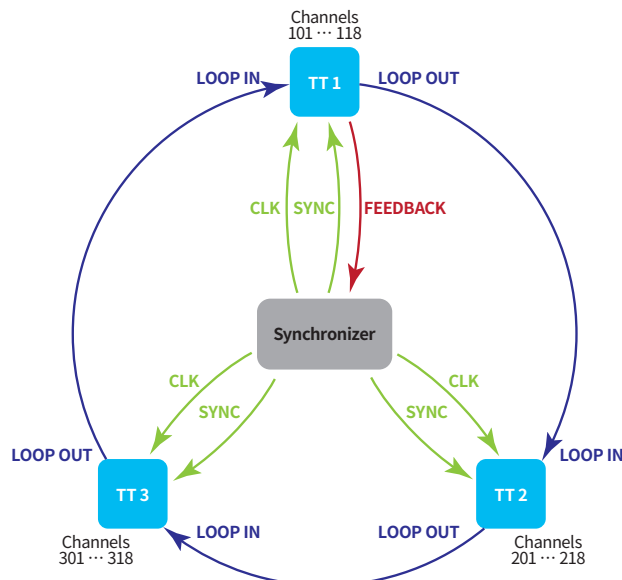 Channels
101 ··· 118
LOOP IN
TT 1
LOOP OUT
CLK
SYNC
FEEDBACK
Synchronizer
CLK
SYNC
CLK
SYNC
LOOP OUT
TT 3
LOOP IN
LOOP OUT
TT 2
LOOP IN
Channels
301 ··· 318
Channels
201 ··· 218